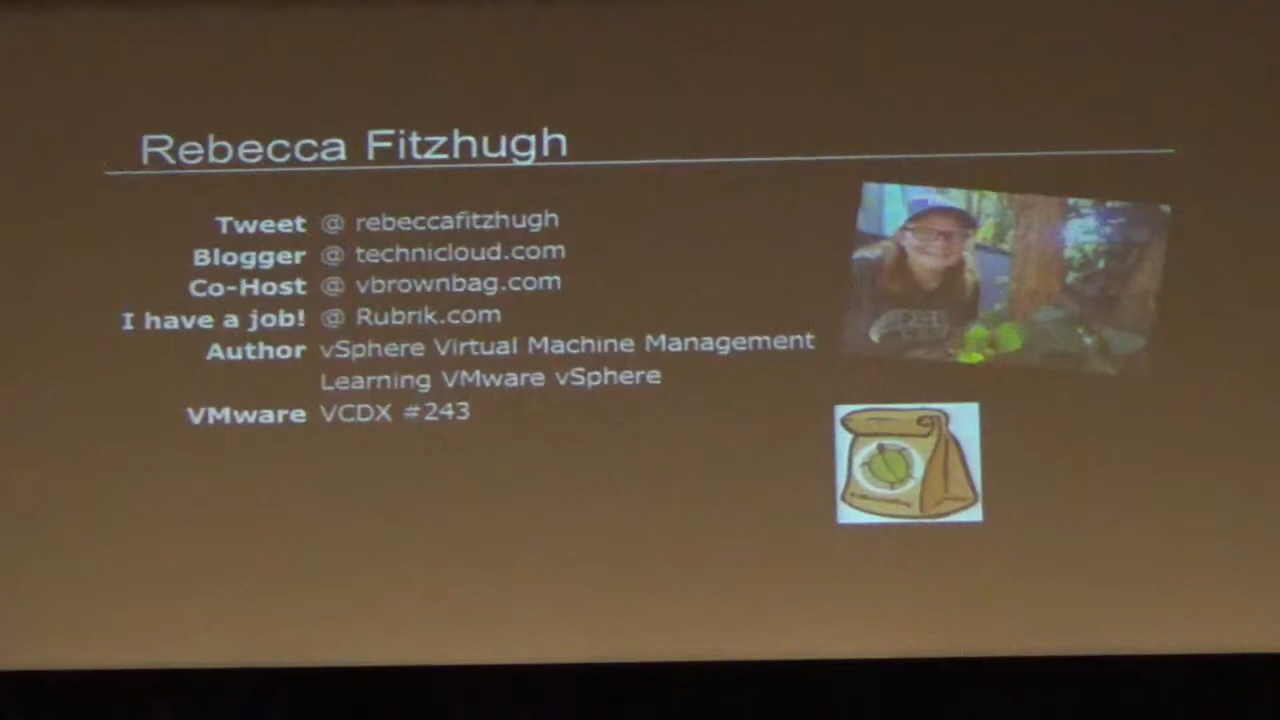 Rebecca Fitzhugh
Tweet @ rebeccafitzhugh
Blogger @ technicloud.com
Co-Host @ vbrownbag.com
I have a job! @ Rubrik.com
Author vSphere Virtual Machine Management
Learning VMware vSphere
VMware VCDX #243